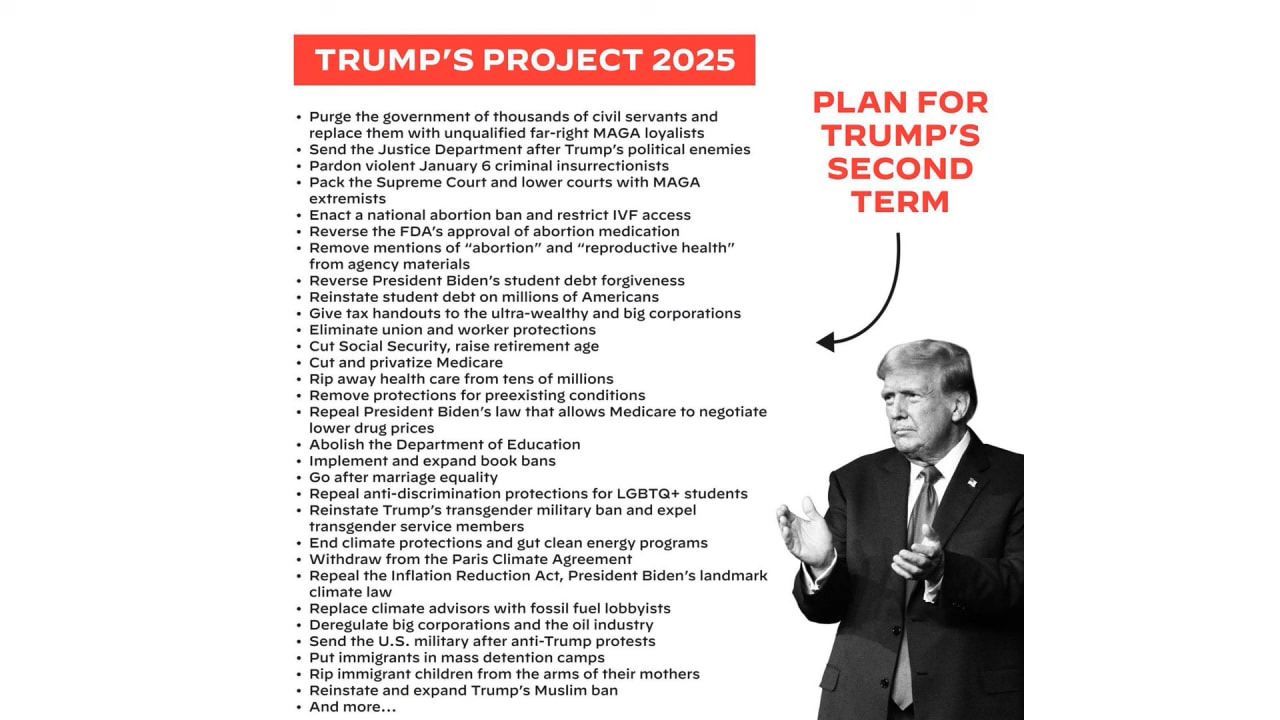 TRUMP'S PROJECT 2025
• Purge the government of thousands of civil servants and
replace them with unqualified far-right MAGA loyalists
• Send the Justice Department after Trump's political enemies
• Pardon violent January 6 criminal insurrectionists
• Pack the Supreme Court and lower courts with MAGA
extremists
• Enact a national abortion ban and restrict IVF access
• Reverse the FDA's approval of abortion medication
• Remove mentions of “abortion” and “reproductive health”
from agency materials
• Reverse President Biden's student debt forgiveness
• Reinstate student debt on millions of Americans
• Give tax handouts to the ultra-wealthy and big corporations
• Eliminate union and worker protections
• Cut Social Security, raise retirement age
• Cut and privatize Medicare
• Rip away health care from tens of millions
• Remove protections for preexisting conditions
• Repeal President Biden's law that allows Medicare to negotiate
lower drug prices
• Abolish the Department of Education
• Implement and expand book bans
• Go after marriage equality
• Repeal anti-discrimination protections for LGBTQ+ students
• Reinstate Trump's transgender military ban and expel
transgender service members
• End climate protections and gut clean energy programs
• Withdraw from the Paris Climate Agreement
• Repeal the Inflation Reduction Act, President Biden's landmark
climate law
• Replace climate advisors with fossil fuel lobbyists
• Deregulate big corporations and the oil industry
• Send the U.S. military after anti-Trump protests
• Put immigrants in mass detention camps
• Rip immigrant children from the arms of their mothers
• Reinstate and expand Trump's Muslim ban
• And more...
PLAN FOR
TRUMP'S
SECOND
TERM